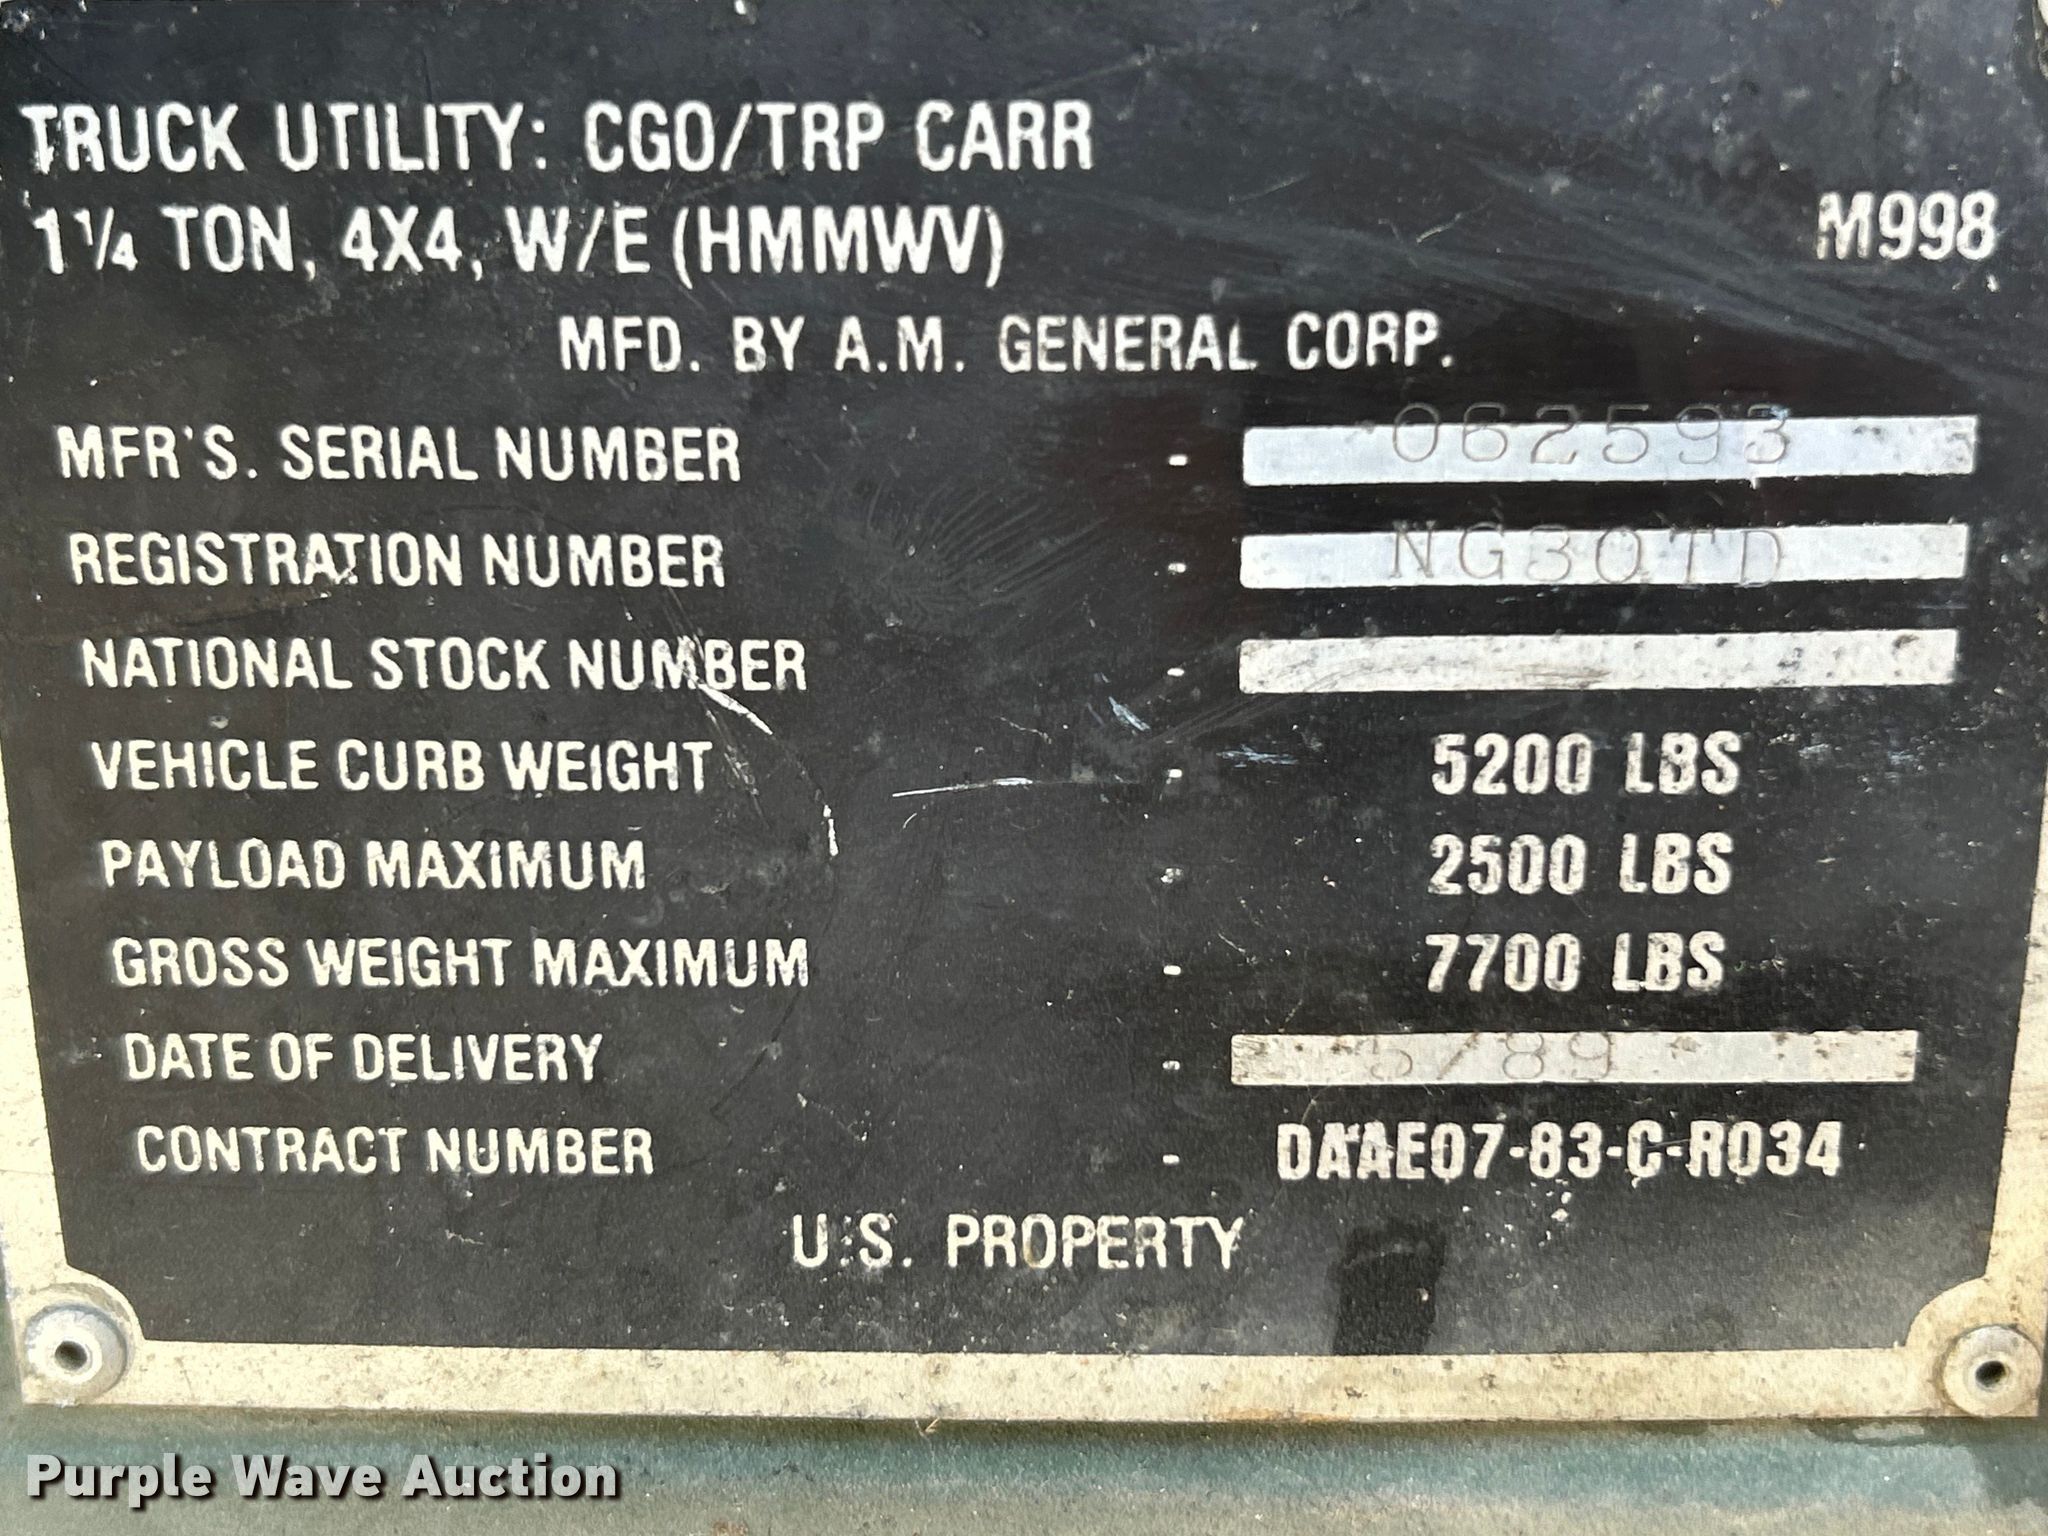 TRUCK UTILITY: CGO/TRP CARR
1 1/4 TON, 4X4, W/E (HMMWV) M998
MFD. BY A.M. GENERAL CORP.
MFR'S. SERIAL NUMBER - 062593
REGISTRATION NUMBER - NG30TD
NATIONAL STOCK NUMBER -
VEHICLE CURB WEIGHT - 5200 LBS
PAYLOAD MAXIMUM - 2500 LBS
GROSS WEIGHT MAXIMUM - 7700 LBS
DATE OF DELIVERY - 5/89
CONTRACT NUMBER - DAAE07-83-C-R034
U.S. PROPERTY
Purple Wave Auction